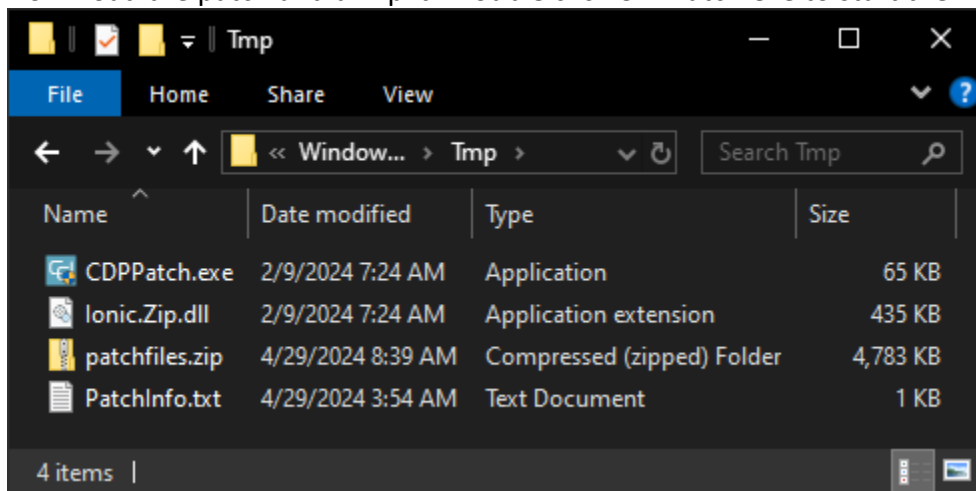 Tmp
File Home Share View
« Window... › Tmp › Search Tmp
Name Date modified Type Size
CDPPatch.exe 2/9/2024 7:24 AM Application 65 KB
Ionic.Zip.dll 2/9/2024 7:24 AM Application extension 435 KB
patchfiles.zip 4/29/2024 8:39 AM Compressed (zipped) Folder 4,783 KB
PatchInfo.txt 4/29/2024 3:54 AM Text Document 1 KB
4 items